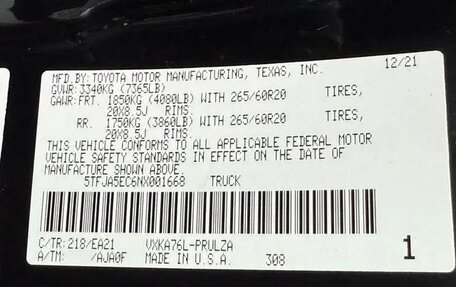 MFD.BY:TOYOTA MOTOR MANUFACTURING, TEXAS, INC. 12/21
GVWR:3340KG (7365LB)
GAWR:FRT. 1850KG (4080LB) WITH 265/60R20 TIRES,
20X8.5J RIMS.
RR. 1750KG (3860LB) WITH 265/60R20 TIRES,
20X8.5J RIMS.
THIS VEHICLE CONFORMS TO ALL APPLICABLE FEDERAL MOTOR
VEHICLE SAFETY STANDARDS IN EFFECT ON THE DATE OF
MANUFACTURE SHOWN ABOVE.
5TFJA5EC6NX001668 TRUCK
C/TR:218/EA21 VXKA76L-PRULZA 1
A/TM: /AJA0F MADE IN U.S.A. 308